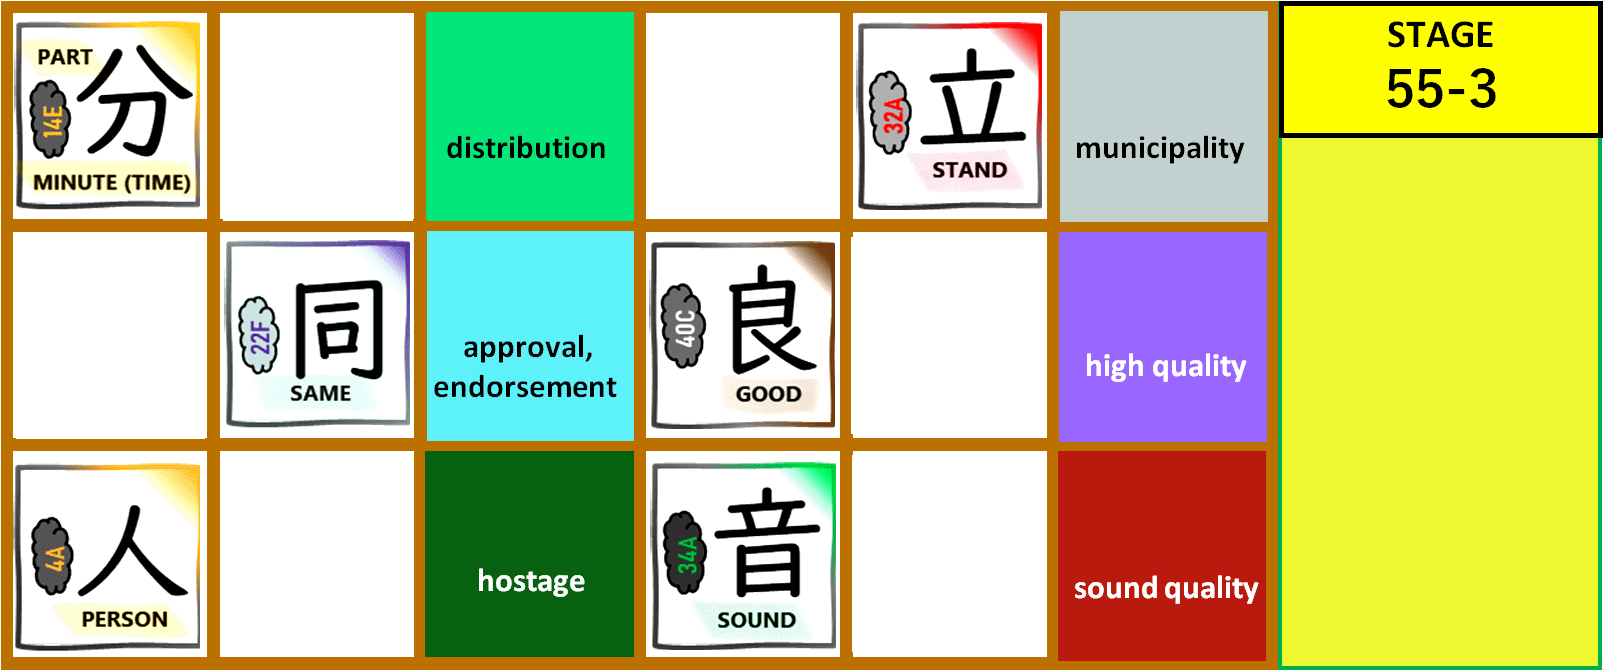 PART
14E
分
MINUTE (TIME)
distribution
32A
立
STAND
municipality
STAGE
55-3
22F
同
SAME
approval,
endorsement
40C
良
GOOD
high quality
4A
人
PERSON
hostage
34A
音
SOUND
sound quality